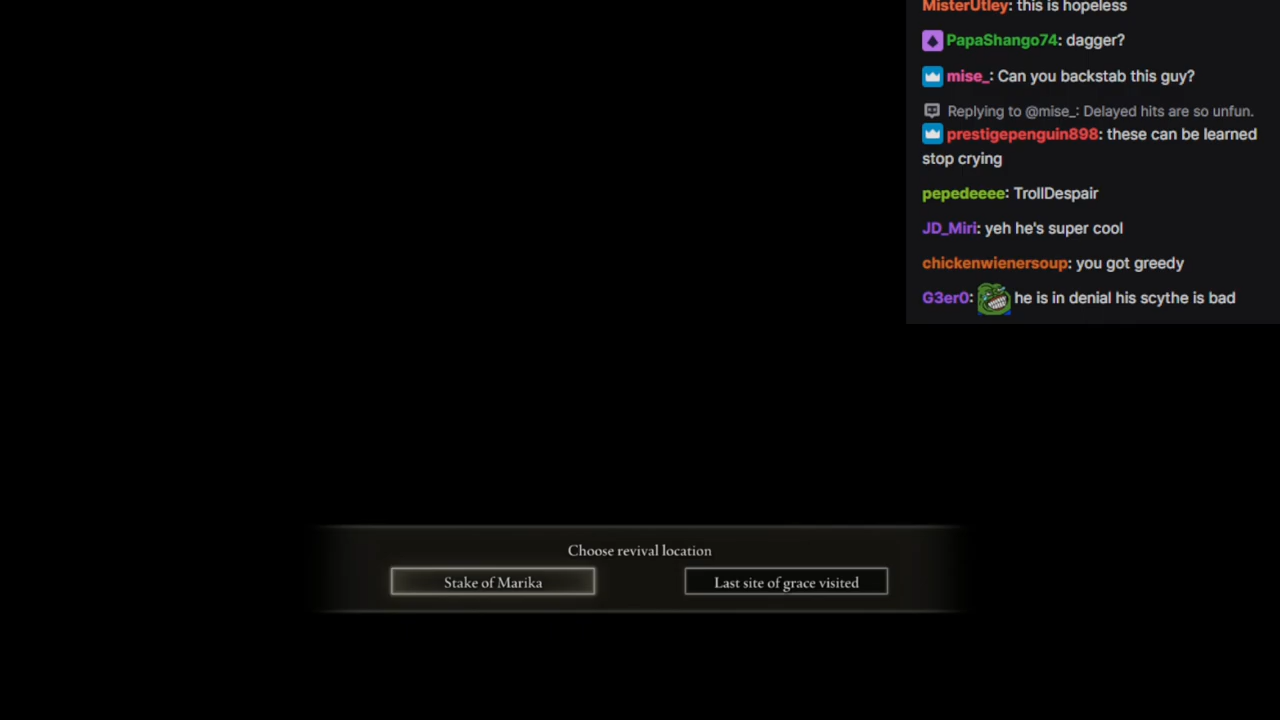 MisterUtley: this is hopeless
PapaShango74: dagger?
mise_: Can you backstab this guy?
Replying to @mise_: Delayed hits are so unfun.
prestigepenguin898: these can be learned
stop crying
pepedeeee: TrollDespair
JD_Miri: yeh he's super cool
chickenwienersoup: you got greedy
G3er0: he is in denial his scythe is bad
Choose revival location
Stake of Marika
Last site of grace visited